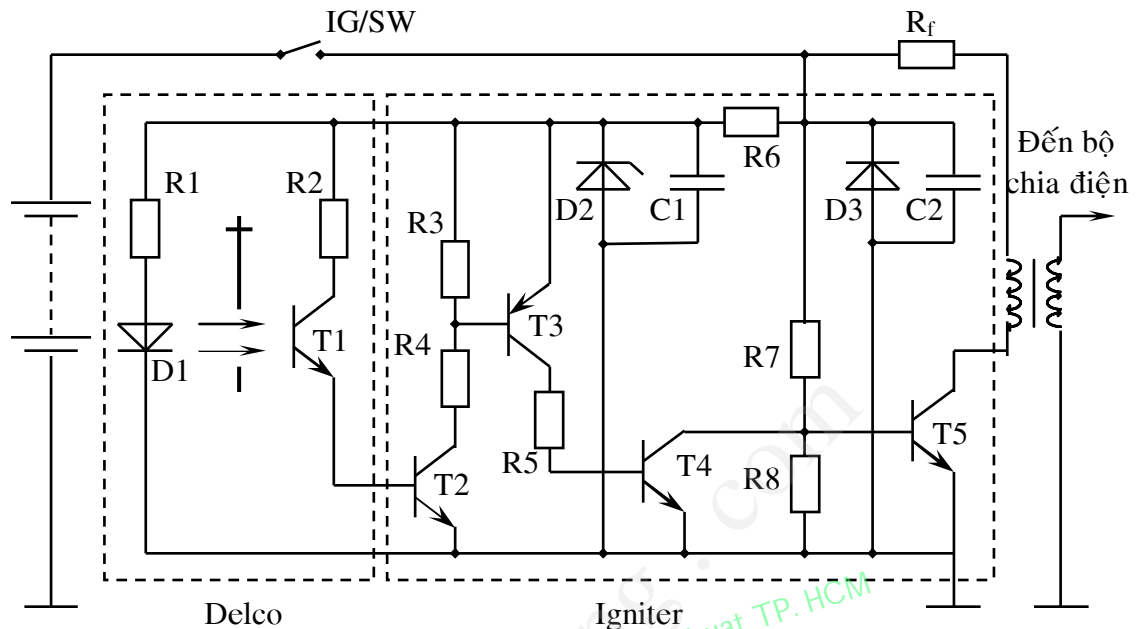 IG/SW
R_f
Đến bộ
chia điện
R1
R2
R3
R4
R5
R6
R7
R8
D1
D2
D3
C1
C2
T1
T2
T3
T4
T5
Delco
Igniter
TP. HCM